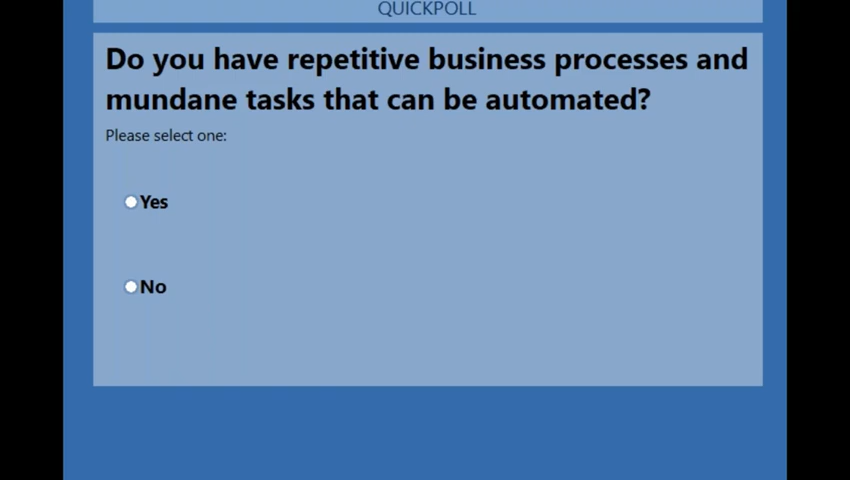 QUICKPOLL
Do you have repetitive business processes and
mundane tasks that can be automated?
Please select one:
Yes
No